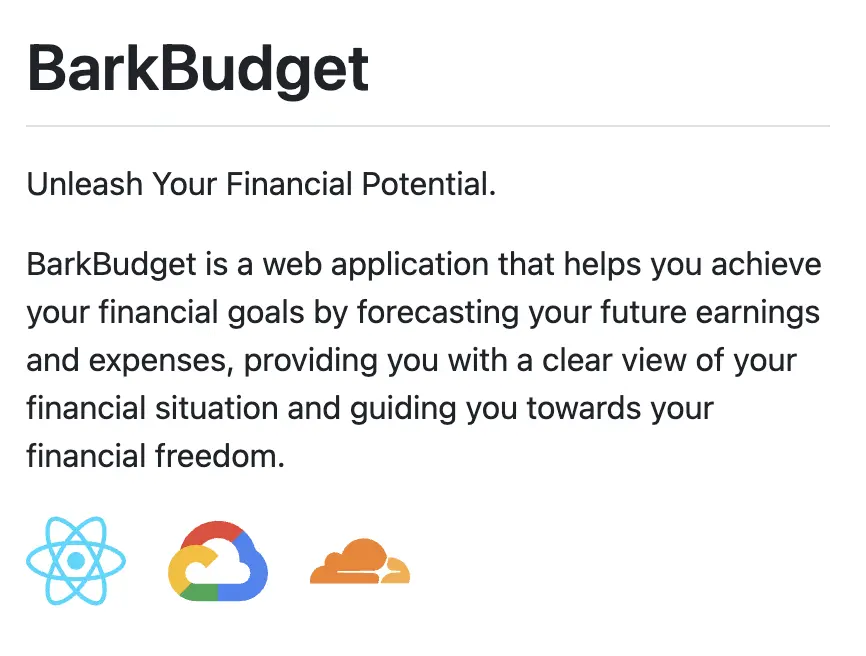 BarkBudget
Unleash Your Financial Potential.
BarkBudget is a web application that helps you achieve
your financial goals by forecasting your future earnings
and expenses, providing you with a clear view of your
financial situation and guiding you towards your
financial freedom.